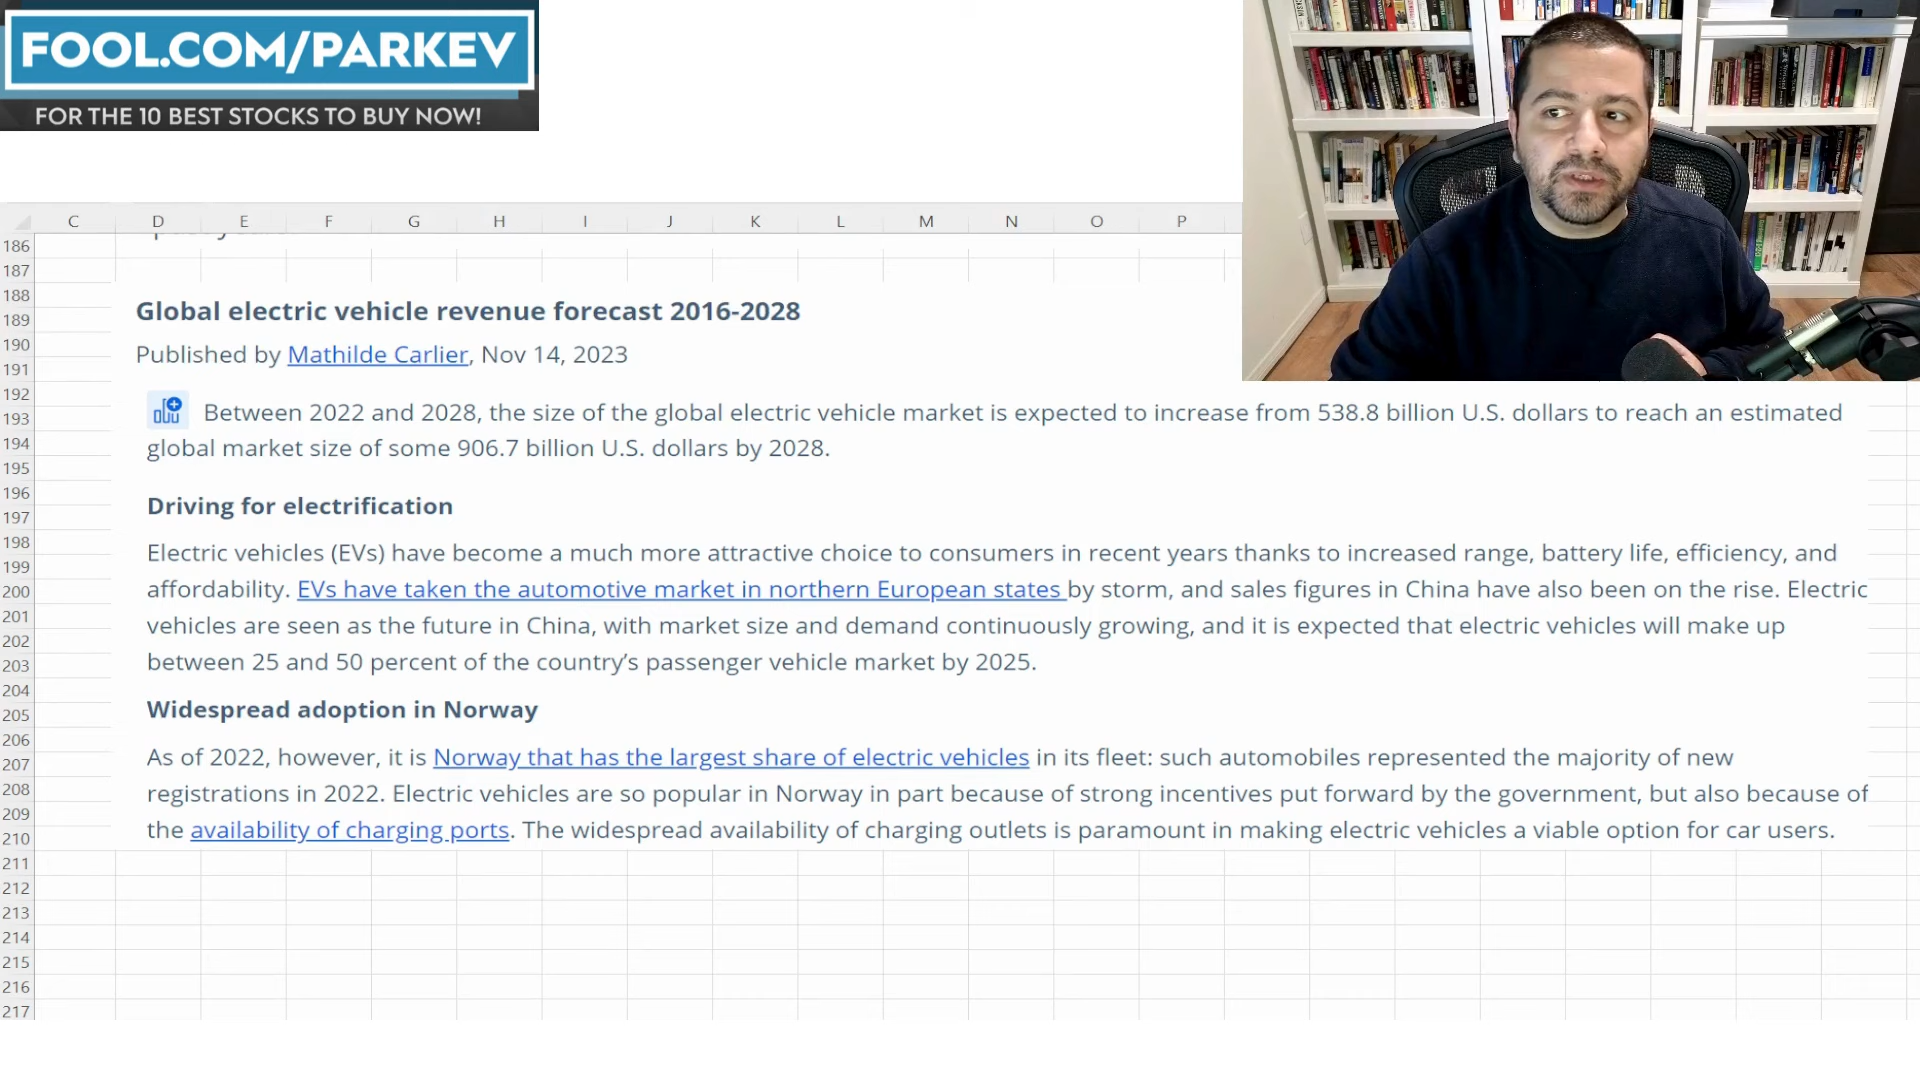 FOOL.COM/PARKEV
FOR THE 10 BEST STOCKS TO BUY NOW!
C D E F G H I J K L M N O P
186
187
188
189
190
191
192
193
194
195
196
197
198
199
200
201
202
203
204
205
206
207
208
209
210
211
212
213
214
215
216
217
Global electric vehicle revenue forecast 2016-2028
Published by Mathilde Carlier, Nov 14, 2023
Between 2022 and 2028, the size of the global electric vehicle market is expected to increase from 538.8 billion U.S. dollars to reach an estimated
global market size of some 906.7 billion U.S. dollars by 2028.
Driving for electrification
Electric vehicles (EVs) have become a much more attractive choice to consumers in recent years thanks to increased range, battery life, efficiency, and
affordability. EVs have taken the automotive market in northern European states by storm, and sales figures in China have also been on the rise. Electric
vehicles are seen as the future in China, with market size and demand continuously growing, and it is expected that electric vehicles will make up
between 25 and 50 percent of the country’s passenger vehicle market by 2025.
Widespread adoption in Norway
As of 2022, however, it is Norway that has the largest share of electric vehicles in its fleet: such automobiles represented the majority of new
registrations in 2022. Electric vehicles are so popular in Norway in part because of strong incentives put forward by the government, but also because of
the availability of charging ports. The widespread availability of charging outlets is paramount in making electric vehicles a viable option for car users.